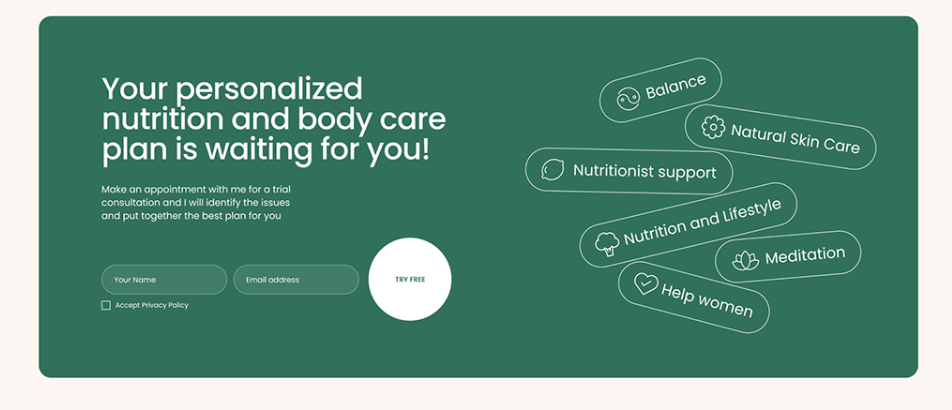 Your personalized
nutrition and body care
plan is waiting for you!
Make an appointment with me for a trial
consultation and I will identify the issues
and put together the best plan for you
Your Name
Email address
TRY FREE
Accept Privacy Policy
Balance
Natural Skin Care
Nutritionist support
Nutrition and Lifestyle
Meditation
Help women